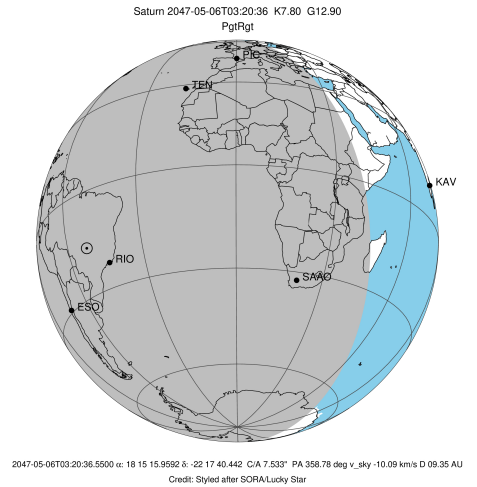 Saturn 2047-05-06T03:20:36 K7.80 G12.90
PgtRgt
PIC
TEN
KAV
RIO
SAAO
ESO
2047-05-06T03:20:36.5500 α: 18 15 15.9592 δ: -22 17 40.442 C/A 7.533" PA 358.78 deg v_sky -10.09 km/s D 09.35 AU
Credit: Styled after SORA/Lucky Star